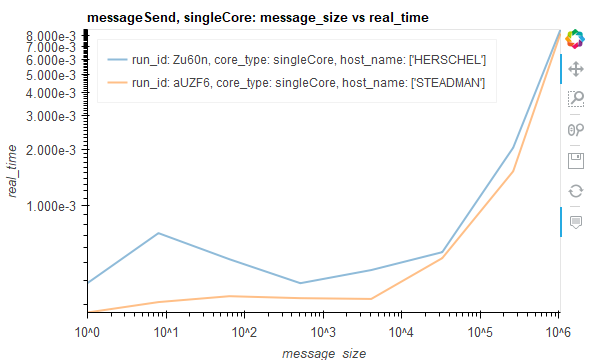 messageSend, singleCore: message_size vs real_time
run_id: Zu60n, core_type: singleCore, host_name: ['HERSCHEL']
run_id: aUZF6, core_type: singleCore, host_name: ['STEADMAN']
8.000e-3
7.000e-3
6.000e-3
5.000e-3
4.000e-3
3.000e-3
2.000e-3
1.000e-3
real_time
10^0 10^1 10^2 10^3 10^4 10^5 10^6
message_size